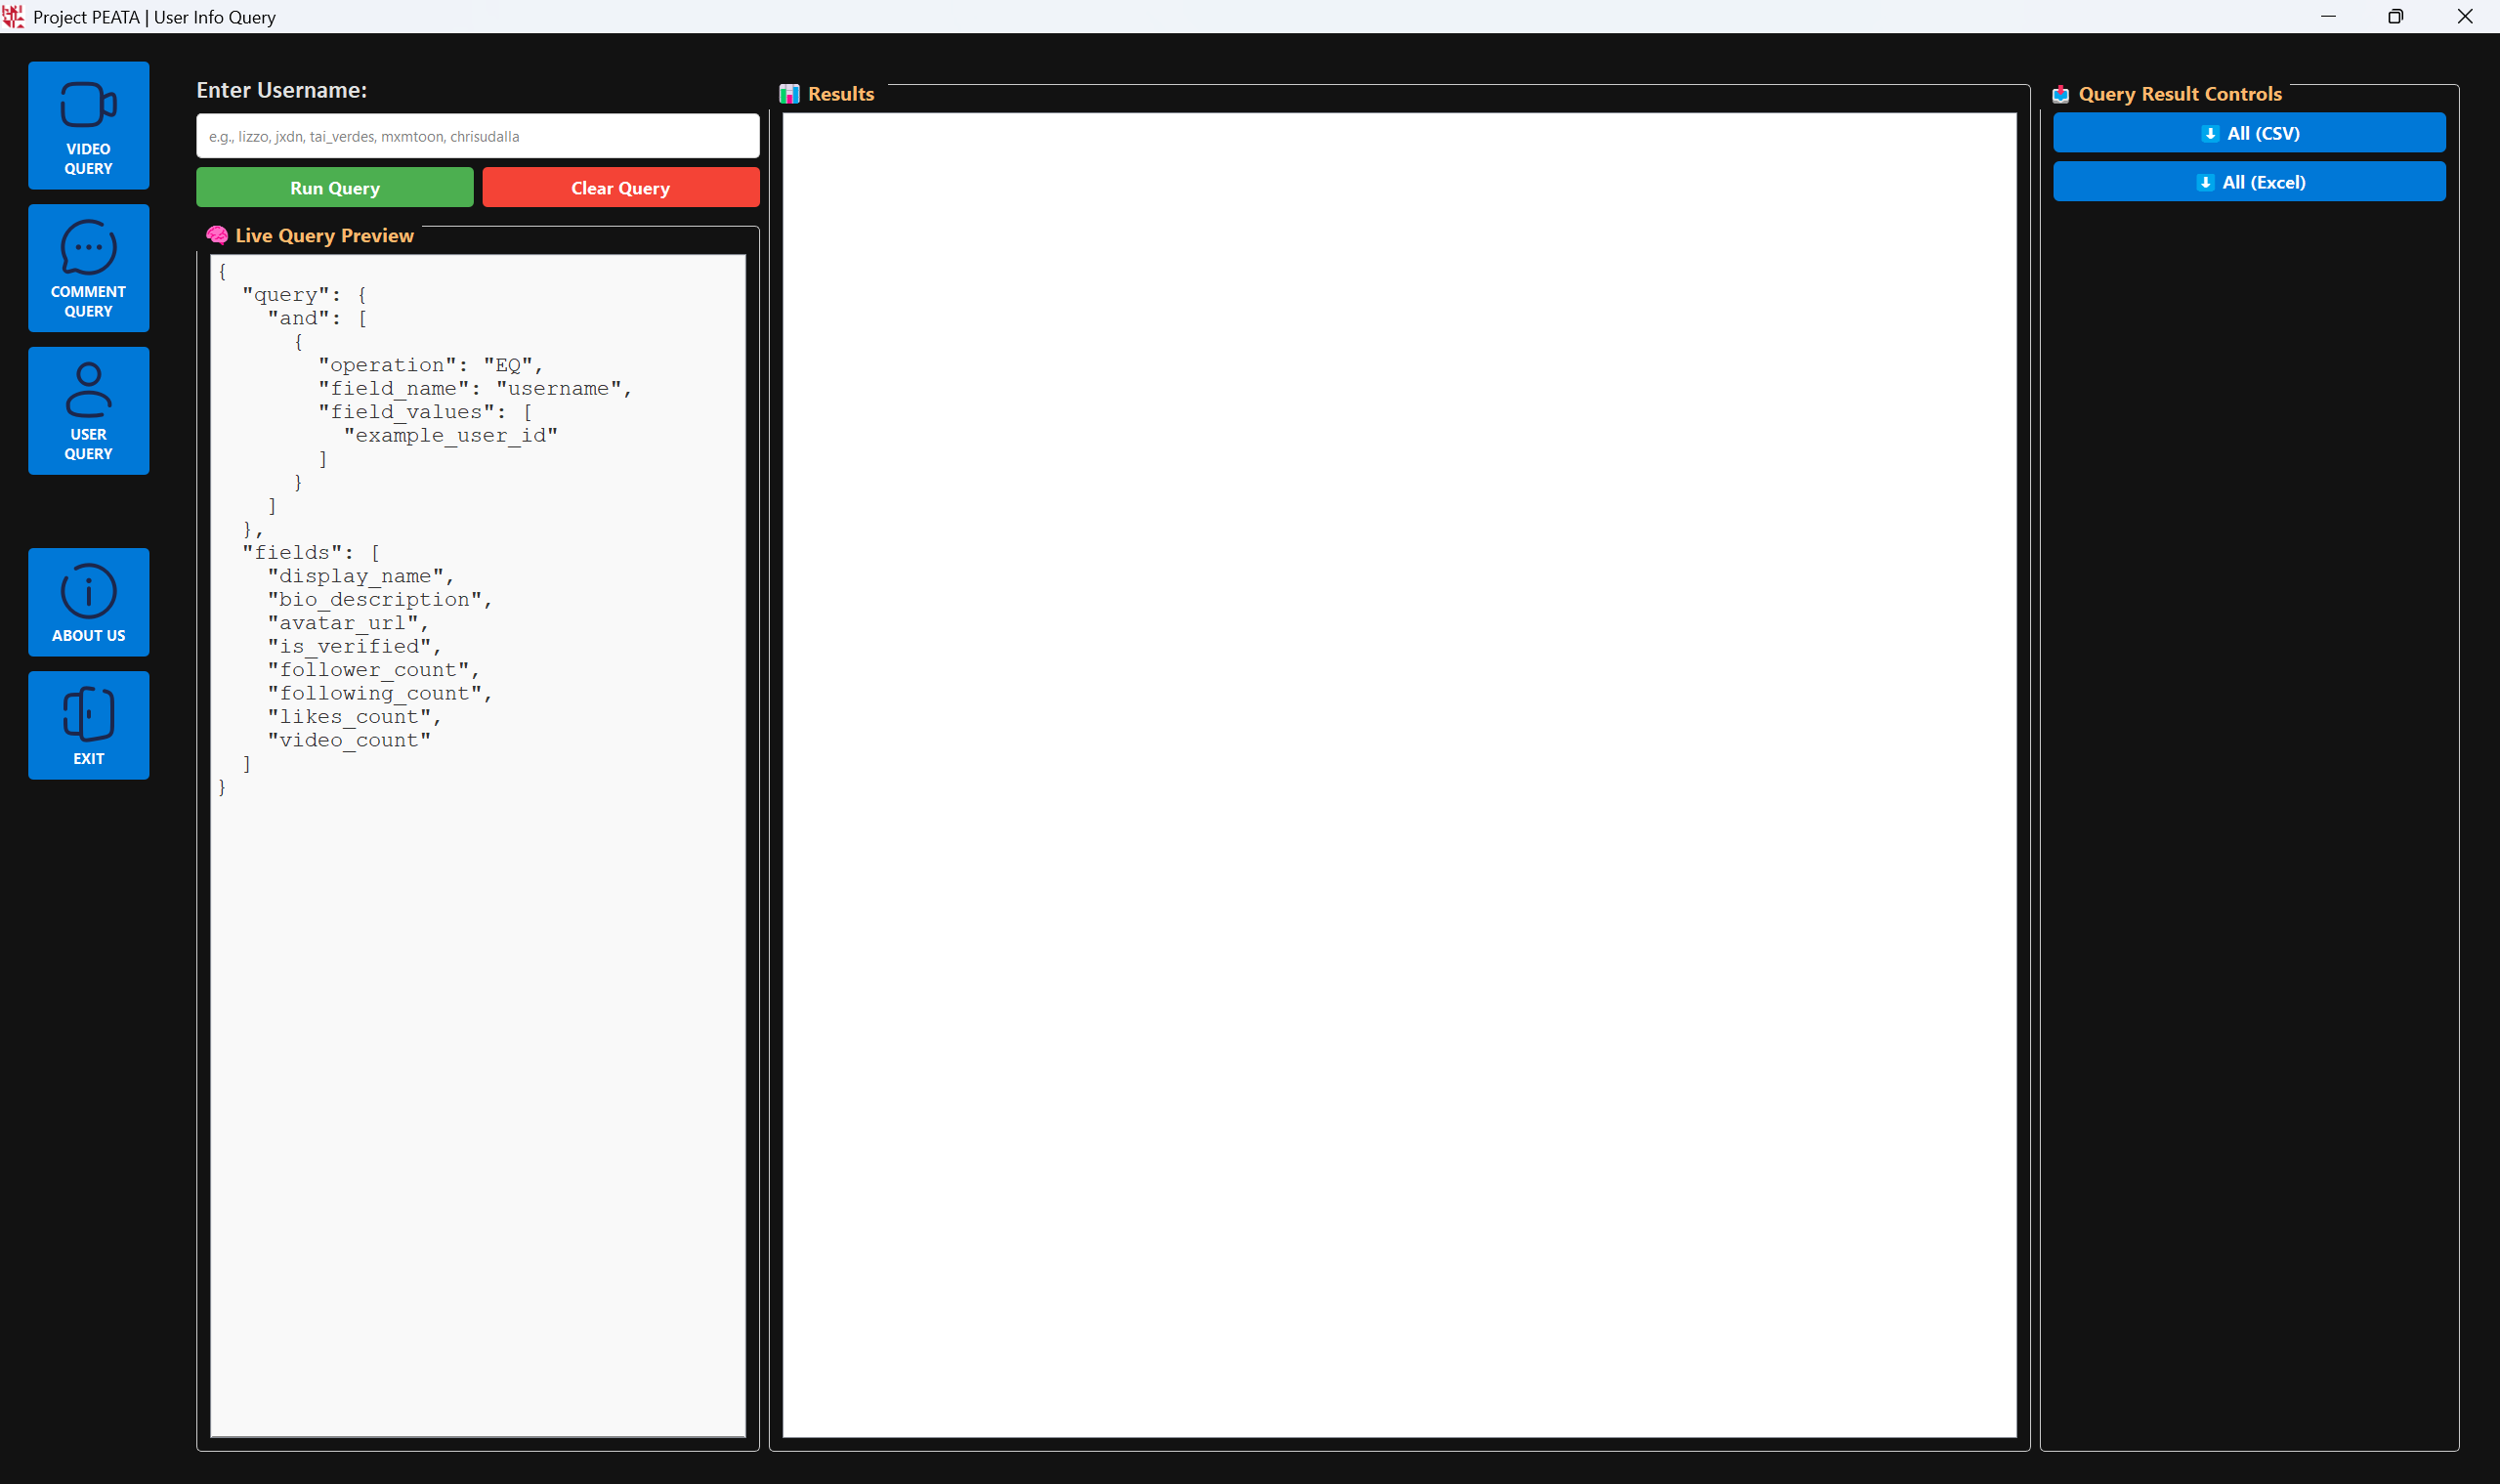 Project PEATA | User Info Query
VIDEO
QUERY
COMMENT
QUERY
USER
QUERY
ABOUT US
EXIT
Enter Username:
e.g., lizzo, jxdn, tai_verdes, mxmtoon, chrisudalla
Run Query
Clear Query
Live Query Preview
{
"query": {
"and": [
{
"operation": "EQ",
"field_name": "username",
"field_values": [
"example_user_id"
]
}
]
},
"fields": [
"display_name",
"bio_description",
"avatar_url",
"is_verified",
"follower_count",
"following_count",
"likes_count",
"video_count"
]
}
Results
Query Result Controls
All (CSV)
All (Excel)